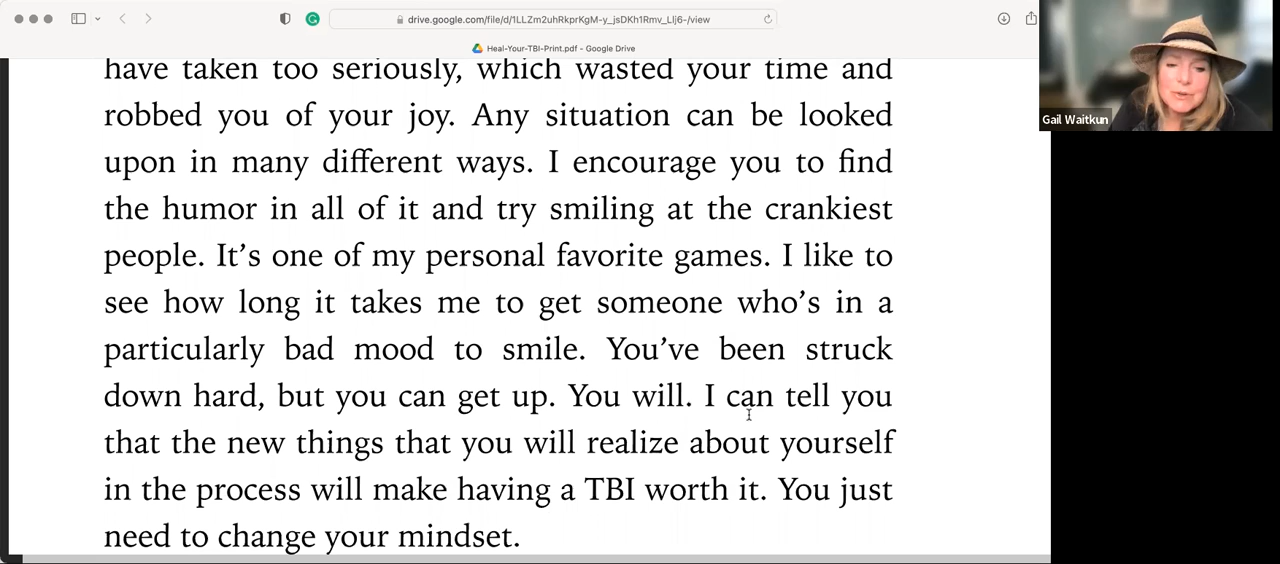 drive.google.com/file/d/1LLZm2uhRkprKgM-y_jsDKh1Rmv_LIj6-/view
Heal-Your-TBI-Print.pdf - Google Drive
Gail Waitkun
have taken too seriously, which wasted your time and
robbed you of your joy. Any situation can be looked
upon in many different ways. I encourage you to find
the humor in all of it and try smiling at the crankiest
people. It’s one of my personal favorite games. I like to
see how long it takes me to get someone who’s in a
particularly bad mood to smile. You’ve been struck
down hard, but you can get up. You will. I can tell you
that the new things that you will realize about yourself
in the process will make having a TBI worth it. You just
need to change your mindset.